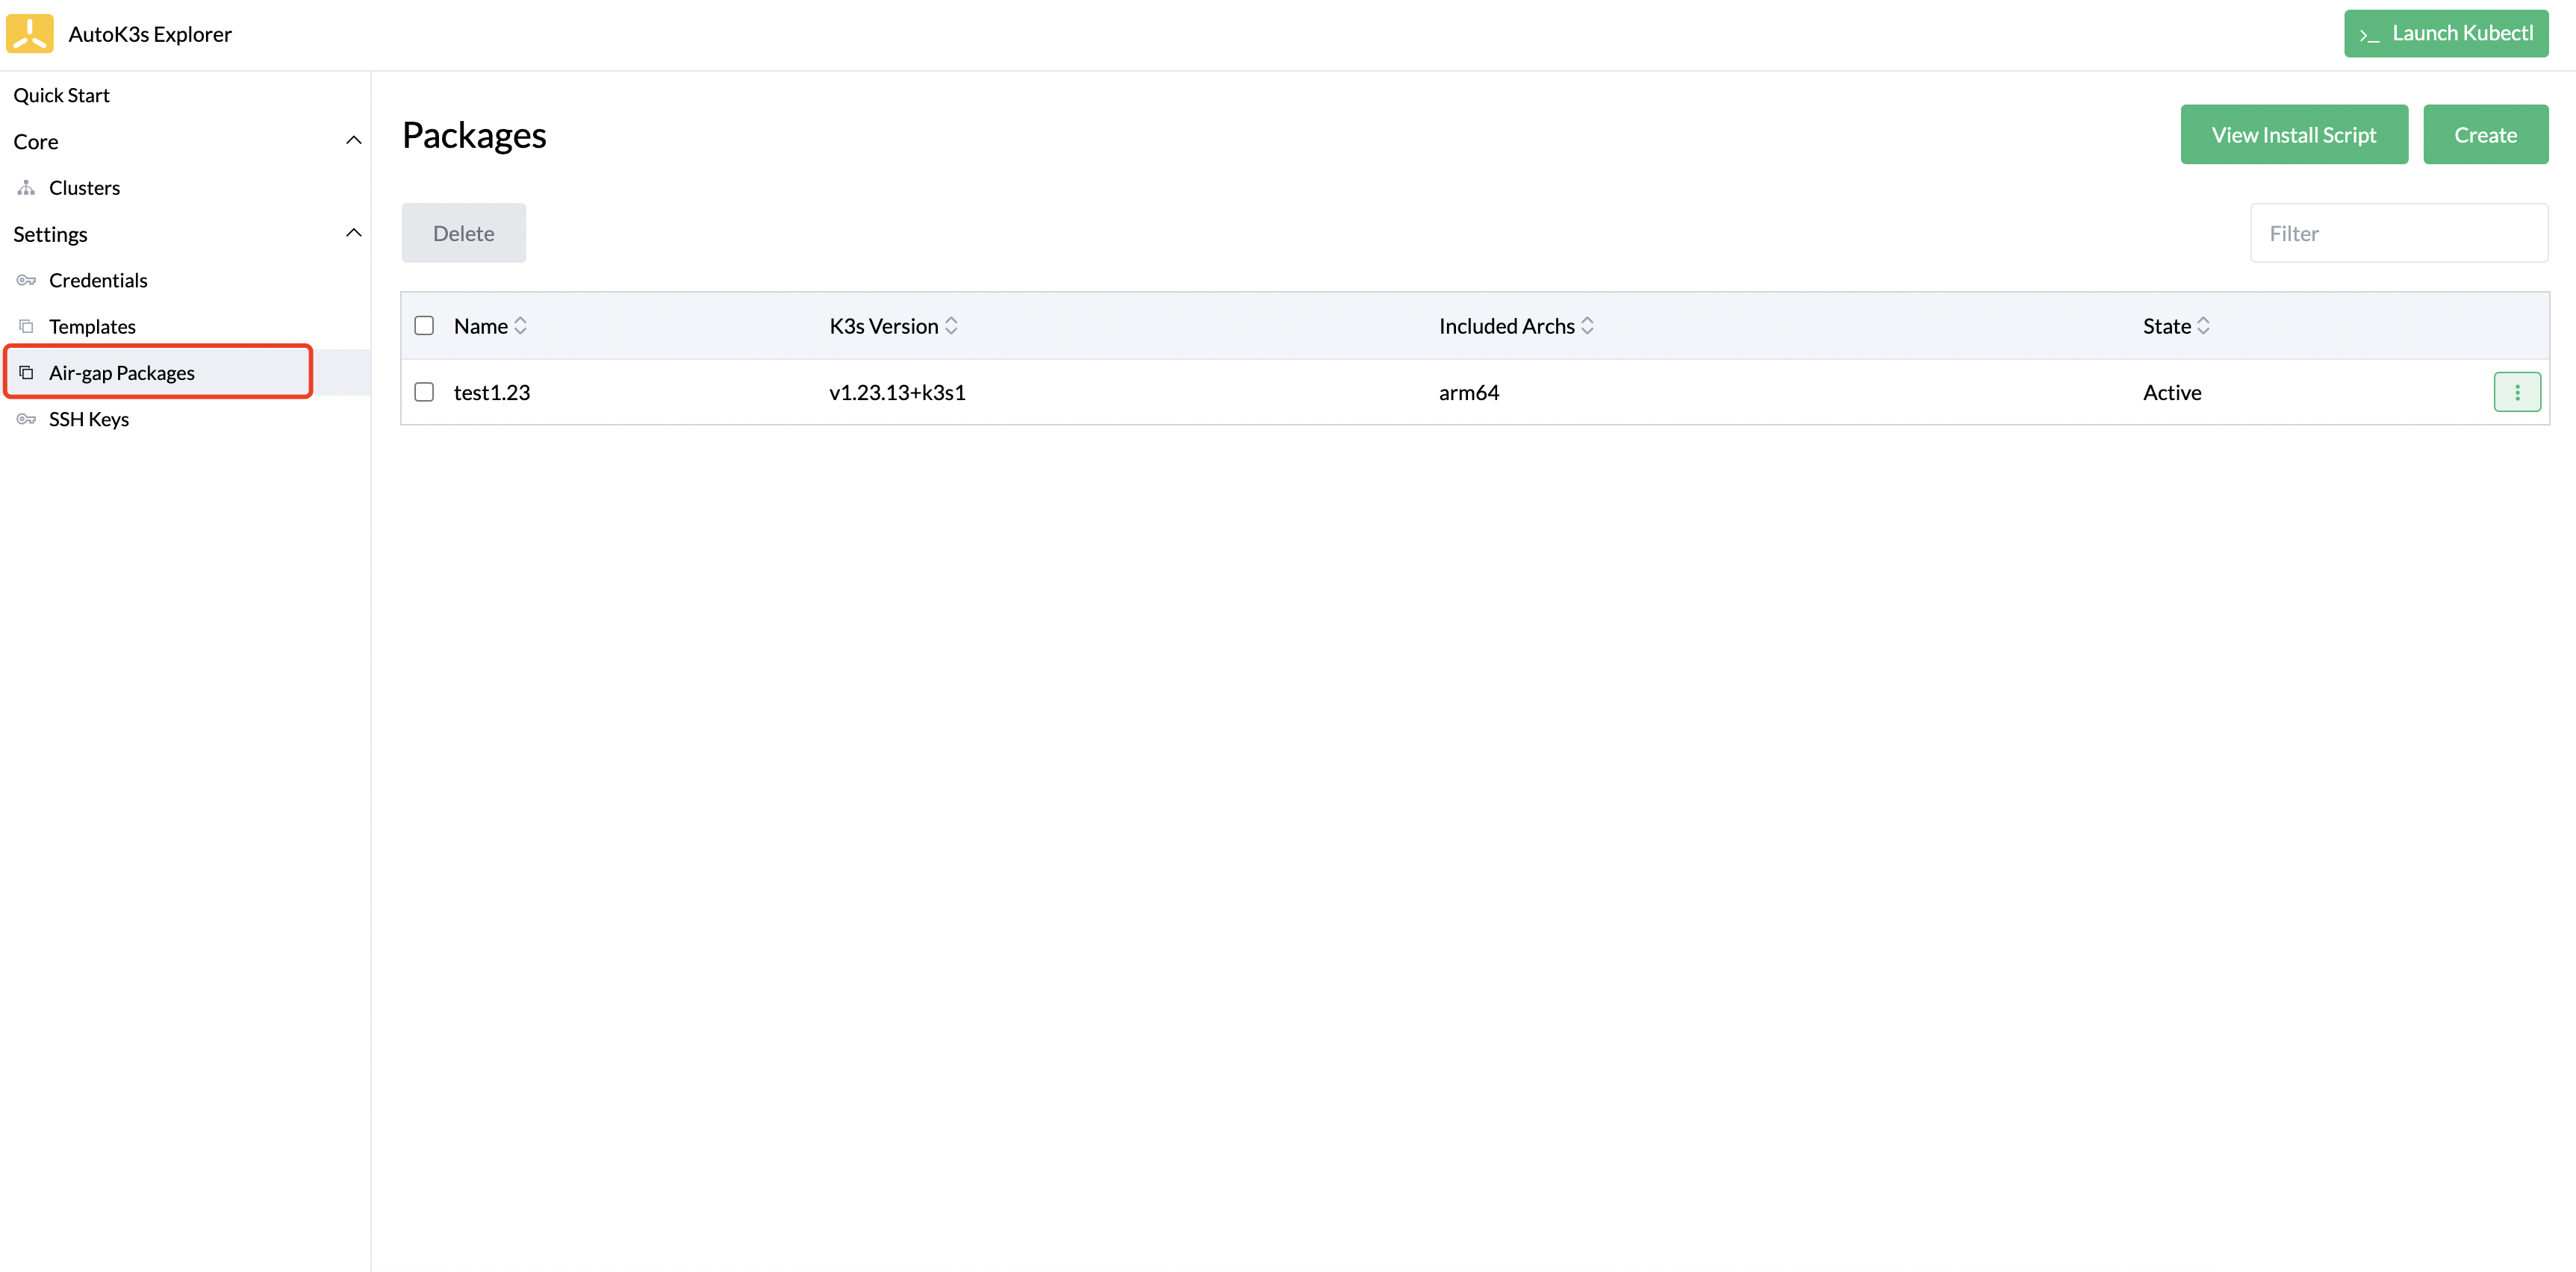 AutoK3s Explorer
>_ Launch Kubectl
Quick Start
Core
Clusters
Settings
Credentials
Templates
Air-gap Packages
SSH Keys
Packages
View Install Script
Create
Delete
Filter
Name K3s Version Included Archs State
test1.23 v1.23.13+k3s1 arm64 Active